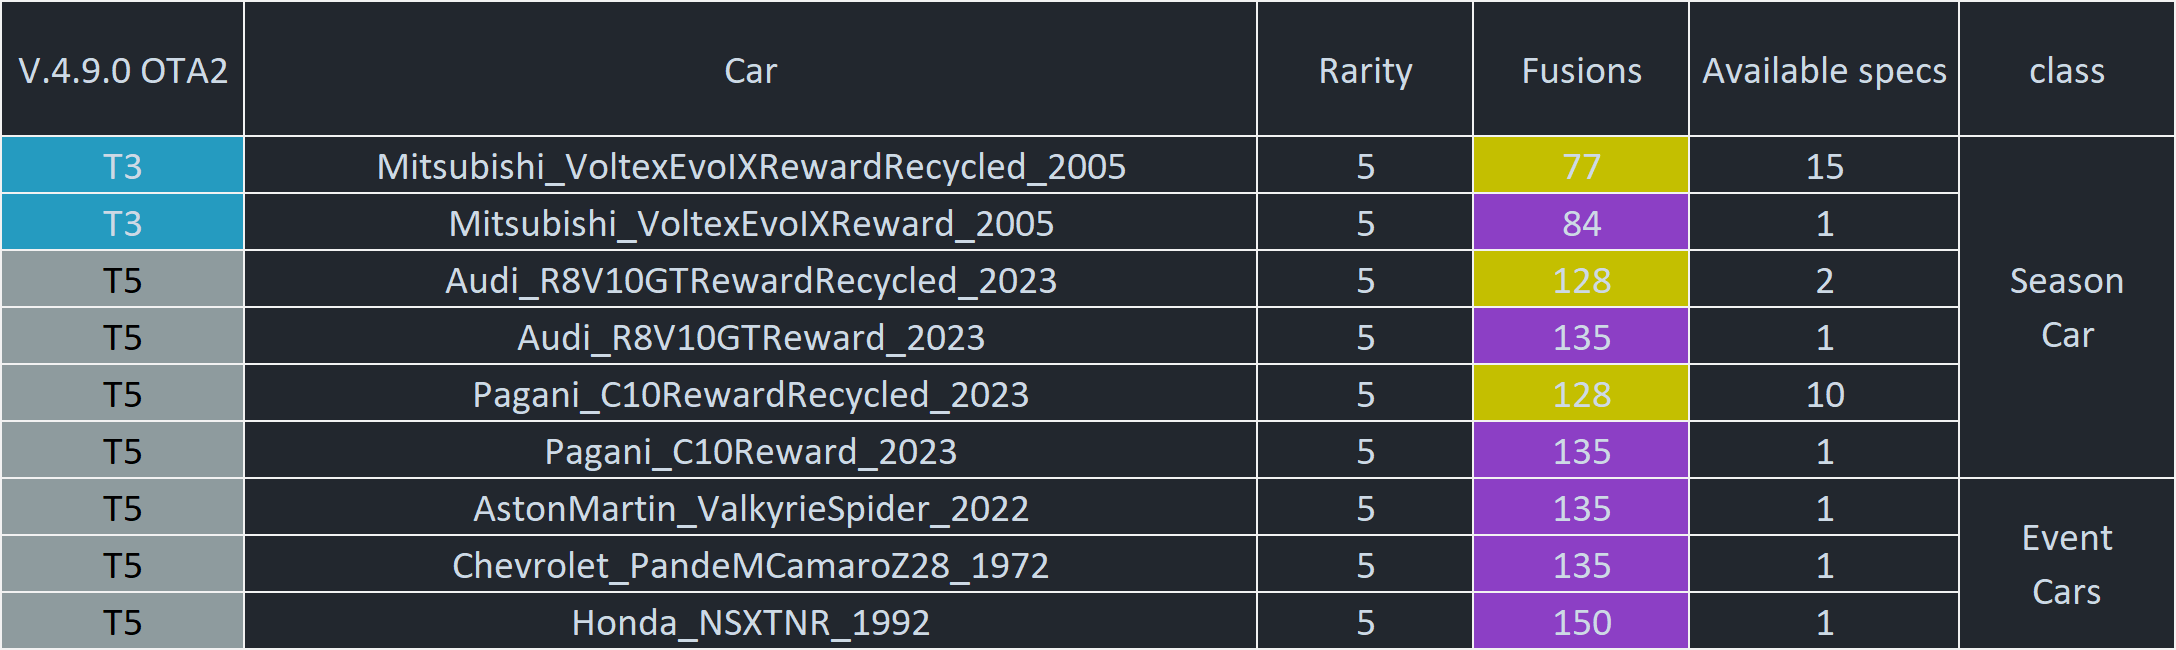 V.4.9.0 OTA2 Car Rarity Fusions Available specs class
T3 Mitsubishi_VoltexEvoIXRewardRecycled_2005 5 77 15
T3 Mitsubishi_VoltexEvoIXReward_2005 5 84 1
T5 Audi_R8V10GTRewardRecycled_2023 5 128 2
Season
T5 Audi_R8V10GTReward_2023 5 135 1
Car
T5 Pagani_C10RewardRecycled_2023 5 128 10
T5 Pagani_C10Reward_2023 5 135 1
T5 AstonMartin_ValkyrieSpider_2022 5 135 1
Event
T5 Chevrolet_PandeMCamaroZ28_1972 5 135 1
Cars
T5 Honda_NSXTNR_1992 5 150 1